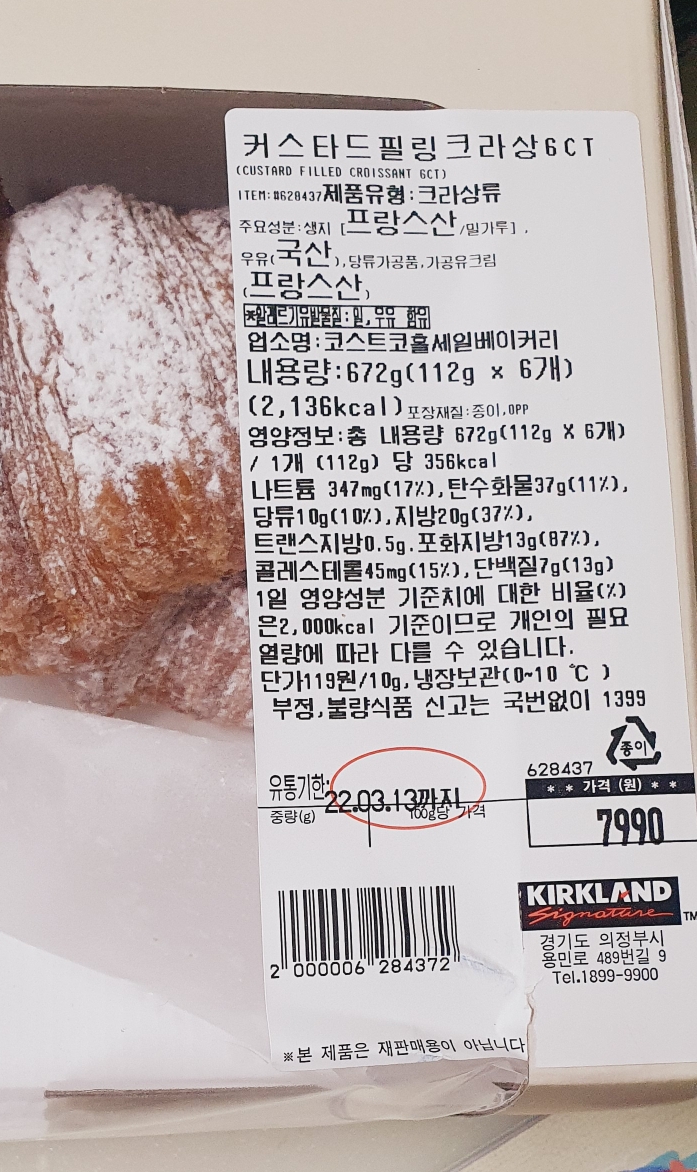 커스타드필링크라상6CT
(CUSTARD FILLED CROISSANT 6CT)
ITEM:#628437제품유형:크라상류
주요성분:생지 [프랑스산/밀가루],
우유(국산),당류가공품,가공유크림
(프랑스산)
*알레르기유발물질:밀,우유 함유
업소명:코스트코홀세일베이커리
내용량:672g(112g x 6개)
(2,136kcal)포장재질:종이,OPP
영양정보:총 내용량 672g(112g X 6개)
/ 1개 (112g) 당 356kcal
나트륨 347mg(17%),탄수화물37g(11%),
당류10g(10%),지방20g(37%),
트랜스지방0.5g.포화지방13g(87%),
콜레스테롤45mg(15%),단백질7g(13g)
1일 영양성분 기준치에 대한 비율(%)
은2,000kcal 기준이므로 개인의 필요
열량에 따라 다를 수 있습니다.
단가119원/10g,냉장보관(0~10 ℃ )
부정,불량식품 신고는 국번없이 1399
종이
628437
유통기한:22.03.13까지
** 가격 (원) **
중량(g) 100g당 가격
7990
KIRKLAND
Signature TM
경기도 의정부시
용민로 489번길 9
Tel.1899-9900
2 000006 284372
※본 제품은 재판매용이 아닙니다